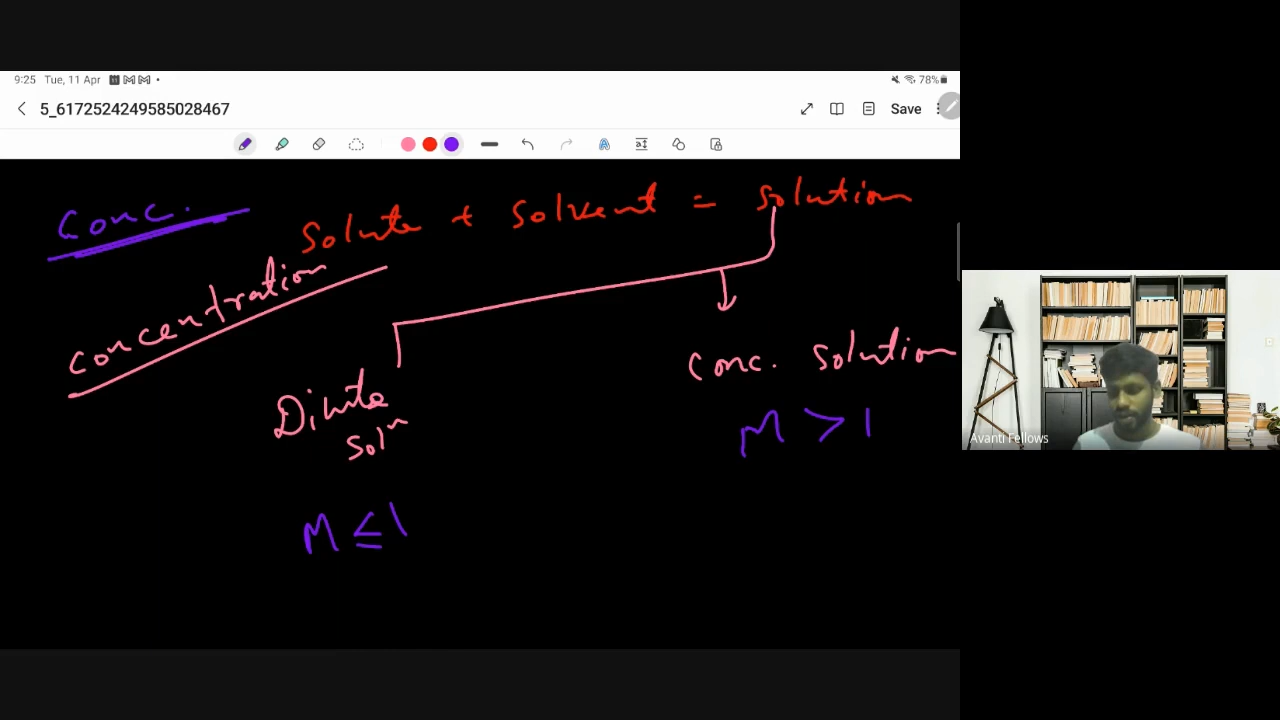 9:25 Tue, 11 Apr
78%
5_6172524249585028467
Save
Conc.
Solute + Solvent = Solution
Concentration
Conc. Solution
Dilute
Solⁿ
M > 1
M ≤ 1
Avanti Fellows